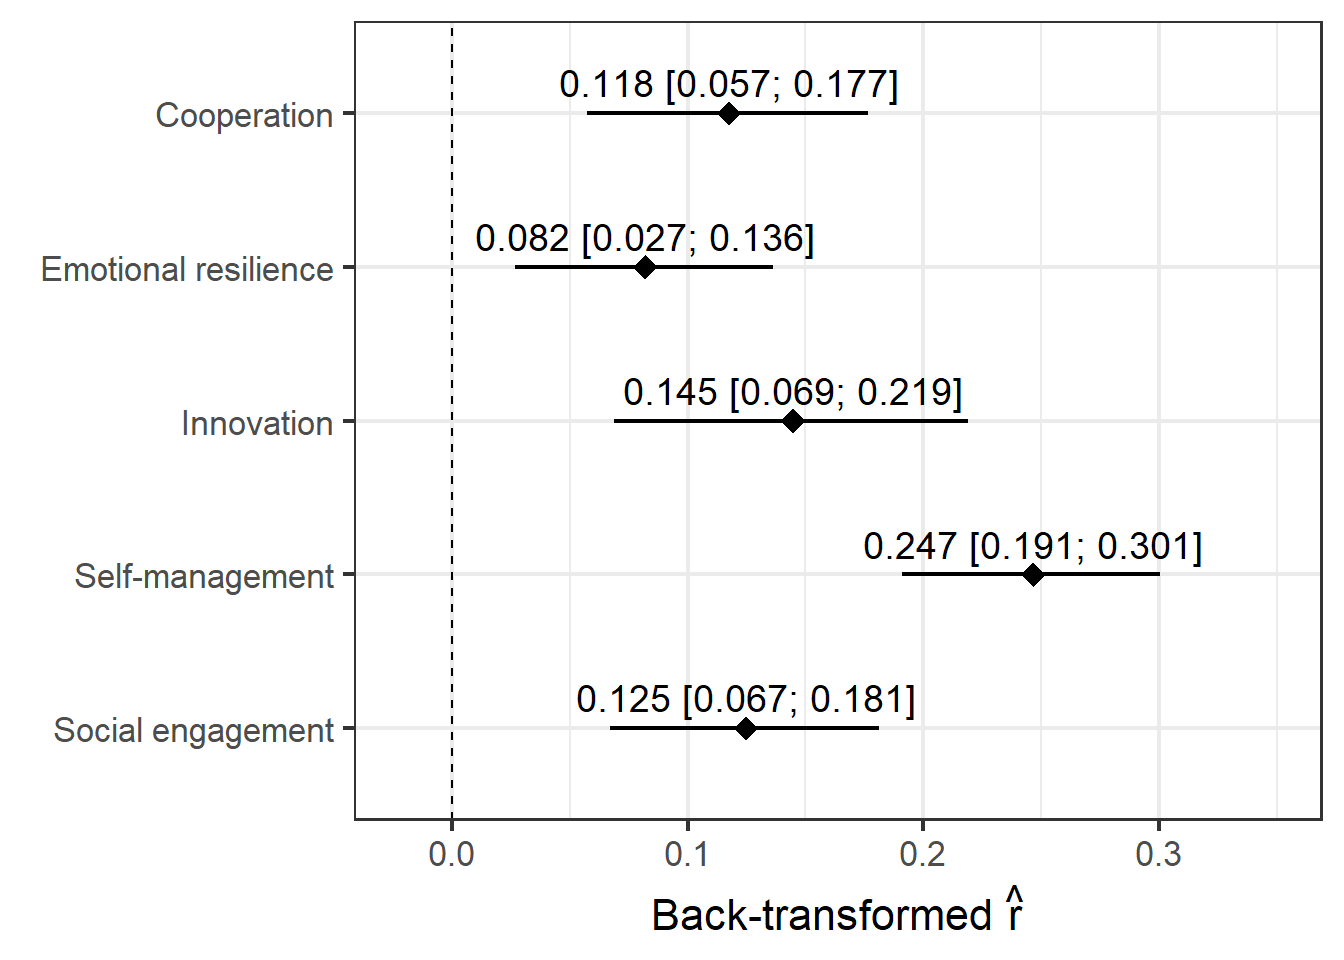 0.118 [0.057; 0.177]
Cooperation
0.082 [0.027; 0.136]
Emotional resilience
0.145 [0.069; 0.219]
Innovation
0.247 [0.191; 0.301]
Self-management
0.125 [0.067; 0.181]
Social engagement
0.0 0.1 0.2 0.3
Back-transformed r̂